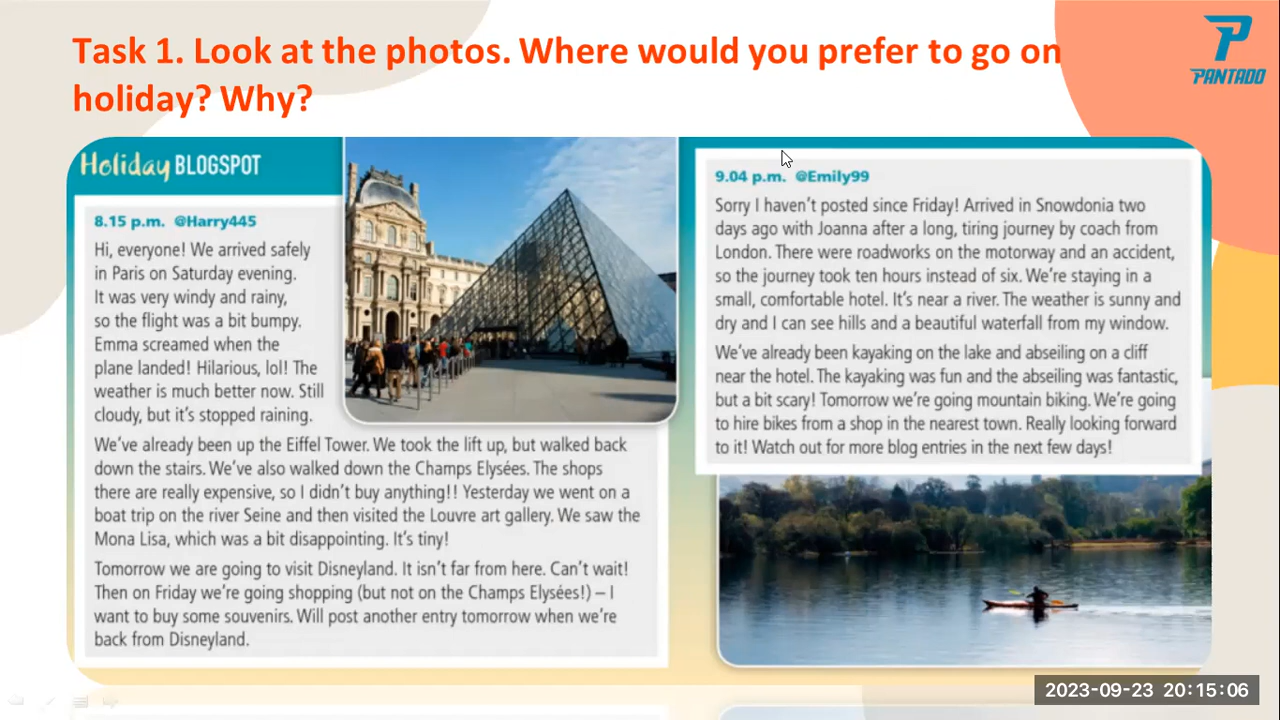 Task 1. Look at the photos. Where would you prefer to go on
holiday? Why?
PANTADO
Holiday BLOGSPOT
8.15 p.m. @Harry445
Hi, everyone! We arrived safely
in Paris on Saturday evening.
It was very windy and rainy,
so the flight was a bit bumpy.
Emma screamed when the
plane landed! Hilarious, lol! The
weather is much better now. Still
cloudy, but it's stopped raining.
We've already been up the Eiffel Tower. We took the lift up, but walked back
down the stairs. We've also walked down the Champs Elysées. The shops
there are really expensive, so I didn't buy anything!! Yesterday we went on a
boat trip on the river Seine and then visited the Louvre art gallery. We saw the
Mona Lisa, which was a bit disappointing. It's tiny!
Tomorrow we are going to visit Disneyland. It isn't far from here. Can't wait!
Then on Friday we're going shopping (but not on the Champs Elysées!) – I
want to buy some souvenirs. Will post another entry tomorrow when we're
back from Disneyland.
9.04 p.m. @Emily99
Sorry I haven't posted since Friday! Arrived in Snowdonia two
days ago with Joanna after a long, tiring journey by coach from
London. There were roadworks on the motorway and an accident,
so the journey took ten hours instead of six. We're staying in a
small, comfortable hotel. It's near a river. The weather is sunny and
dry and I can see hills and a beautiful waterfall from my window.
We've already been kayaking on the lake and abseiling on a cliff
near the hotel. The kayaking was fun and the abseiling was fantastic,
but a bit scary! Tomorrow we're going mountain biking. We're going
to hire bikes from a shop in the nearest town. Really looking forward
to it! Watch out for more blog entries in the next few days!
2023-09-23 20:15:06